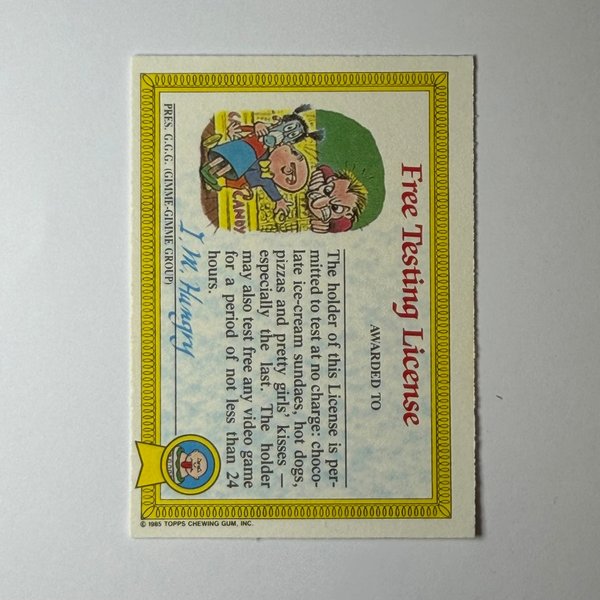 Free Testing License
AWARDED TO
The holder of this License is per-
mitted to test at no charge: choco-
late ice-cream sundaes, hot dogs,
pizzas and pretty girls' kisses —
especially the last. The holder
may also test free any video game
for a period of not less than 24
hours.
CANDY
I. M. Hungry
PRES. G.G.G. (GIMME-GIMME GROUP)
© 1985 TOPPS CHEWING GUM, INC.